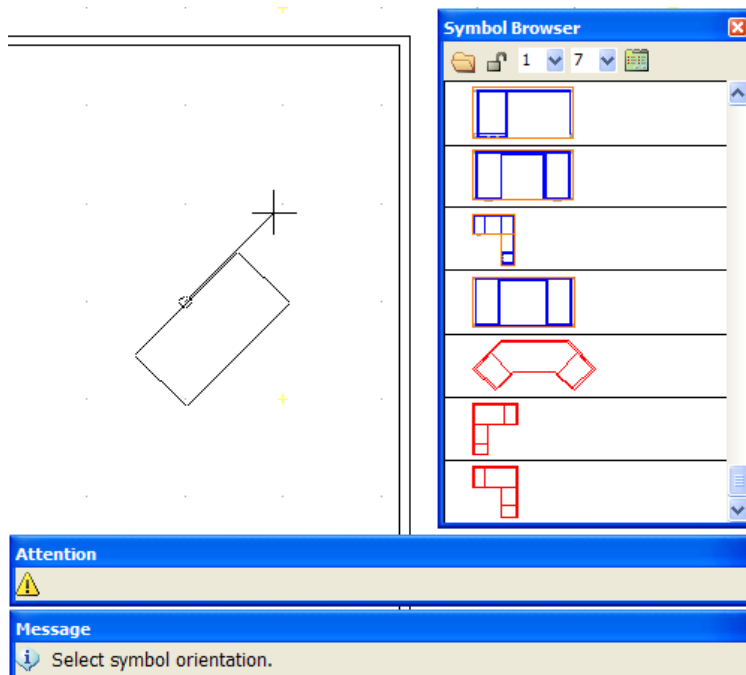 Symbol Browser
1 7
Attention
Message
Select symbol orientation.